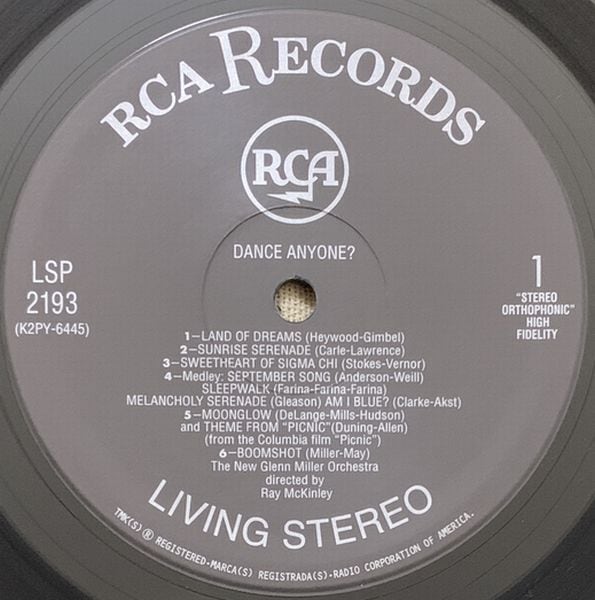 RCA RECORDS
RCA
DANCE ANYONE?
LSP
2193
(K2PY-6445)
1
"STEREO
ORTHOPHONIC"
HIGH
FIDELITY
1—LAND OF DREAMS (Heywood-Gimbel)
2—SUNRISE SERENADE (Carle-Lawrence)
3—SWEETHEART OF SIGMA CHI (Stokes-Vernor)
4—Medley: SEPTEMBER SONG (Anderson-Weill)
SLEEPWALK (Farina-Farina-Farina)
MELANCHOLY SERENADE (Gleason) AM I BLUE? (Clarke-Akst)
5—MOONGLOW (DeLange-Mills-Hudson)
and THEME FROM "PICNIC"(Duning-Allen)
(from the Columbia film "Picnic")
6—BOOMSHOT (Miller-May)
The New Glenn Miller Orchestra
directed by
Ray McKinley
LIVING STEREO
TMK(S) ® REGISTERED•MARCA(S) REGISTRADA(S)•RADIO CORPORATION OF AMERICA.